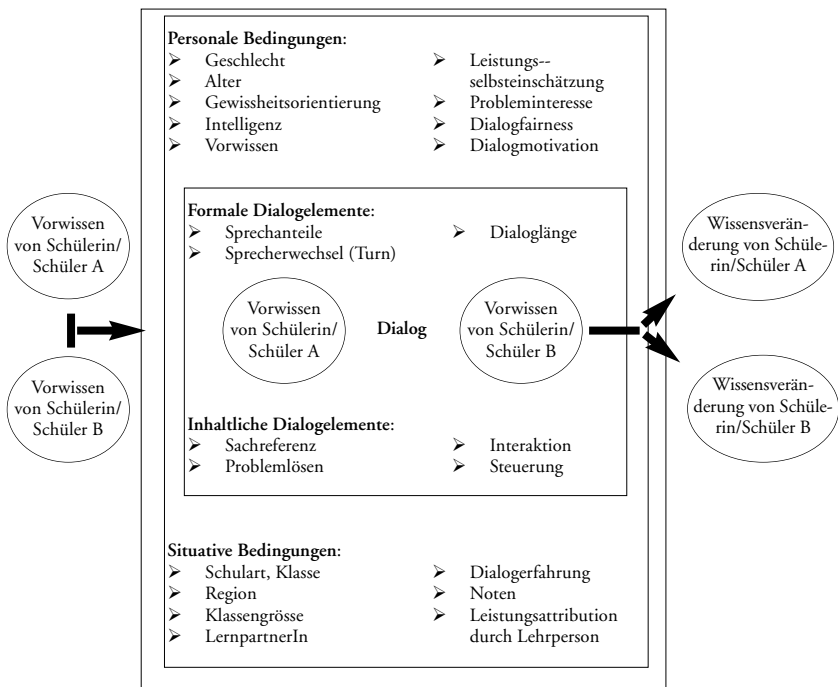 Personale Bedingungen:
➢ Geschlecht
➢ Alter
➢ Gewissheitsorientierung
➢ Intelligenz
➢ Vorwissen
➢ Leistungs--
selbsteinschätzung
➢ Probleminteresse
➢ Dialogfairness
➢ Dialogmotivation
Vorwissen
von Schülerin/
Schüler A
Vorwissen
von Schülerin/
Schüler B
Formale Dialogelemente:
➢ Sprechanteile
➢ Sprecherwechsel (Turn)
➢ Dialoglänge
Vorwissen
von Schülerin/
Schüler A
Dialog
Vorwissen
von Schülerin/
Schüler B
Inhaltliche Dialogelemente:
➢ Sachreferenz
➢ Problemlösen
➢ Interaktion
➢ Steuerung
Wissensverän-
derung von Schüle-
rin/Schüler A
Wissensverän-
derung von Schüle-
rin/Schüler B
Situative Bedingungen:
➢ Schulart, Klasse
➢ Region
➢ Klassengrösse
➢ LernpartnerIn
➢ Dialogerfahrung
➢ Noten
➢ Leistungsattribution
durch Lehrperson